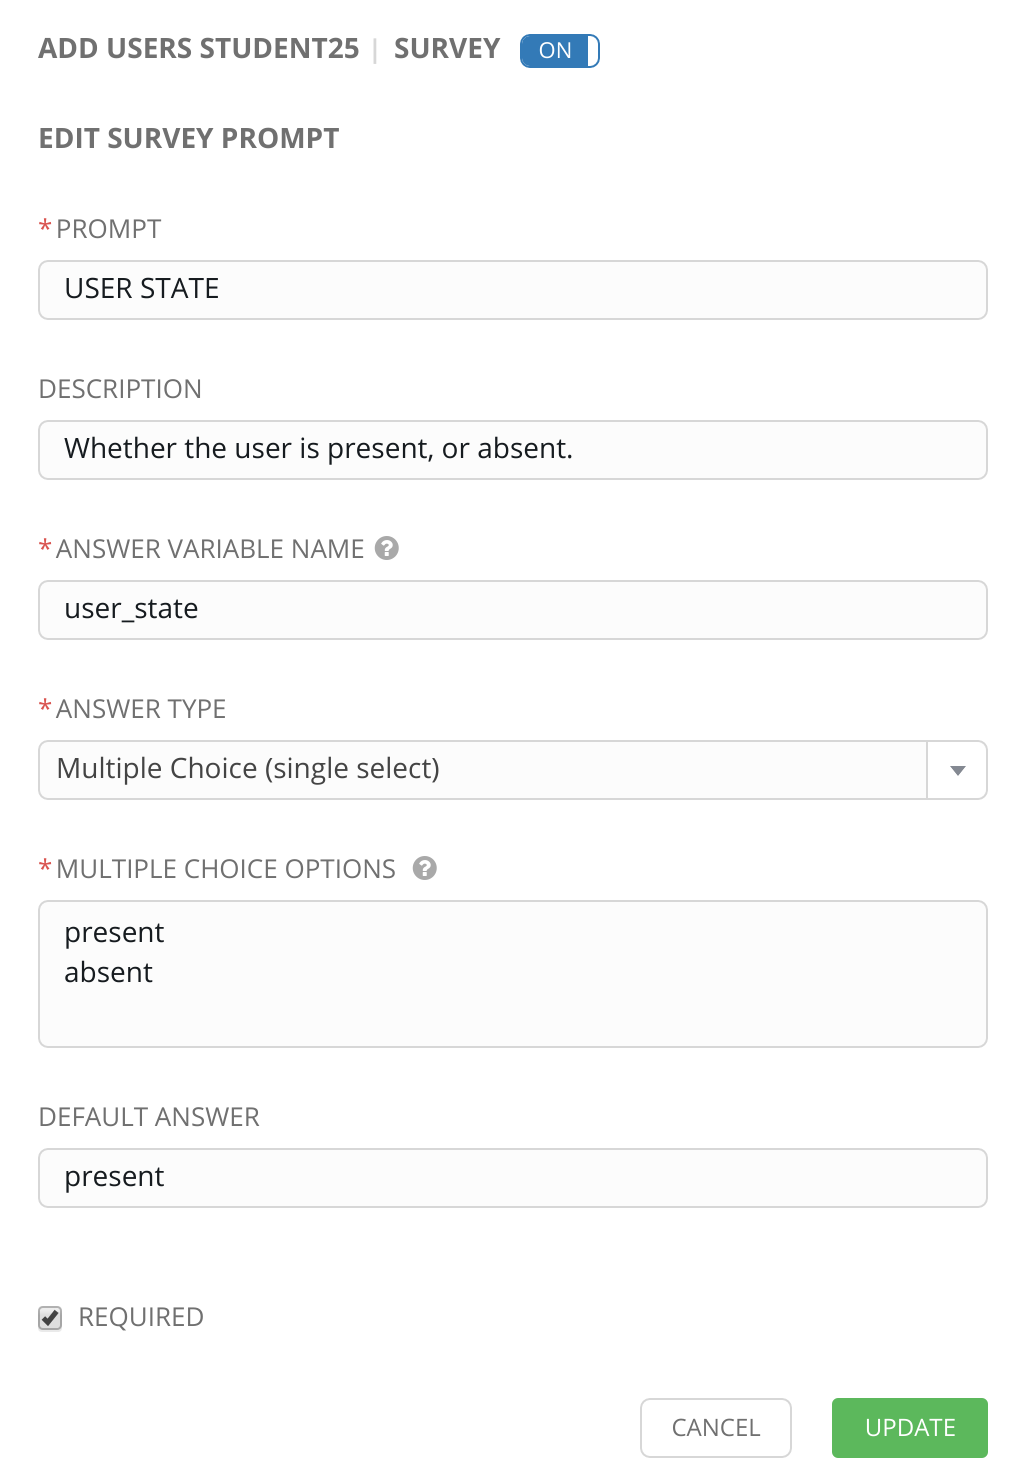 ADD USERS STUDENT25 | SURVEY ON
EDIT SURVEY PROMPT
* PROMPT
USER STATE
DESCRIPTION
Whether the user is present, or absent.
* ANSWER VARIABLE NAME ?
user_state
* ANSWER TYPE
Multiple Choice (single select)
* MULTIPLE CHOICE OPTIONS ?
present
absent
DEFAULT ANSWER
present
REQUIRED
CANCEL UPDATE